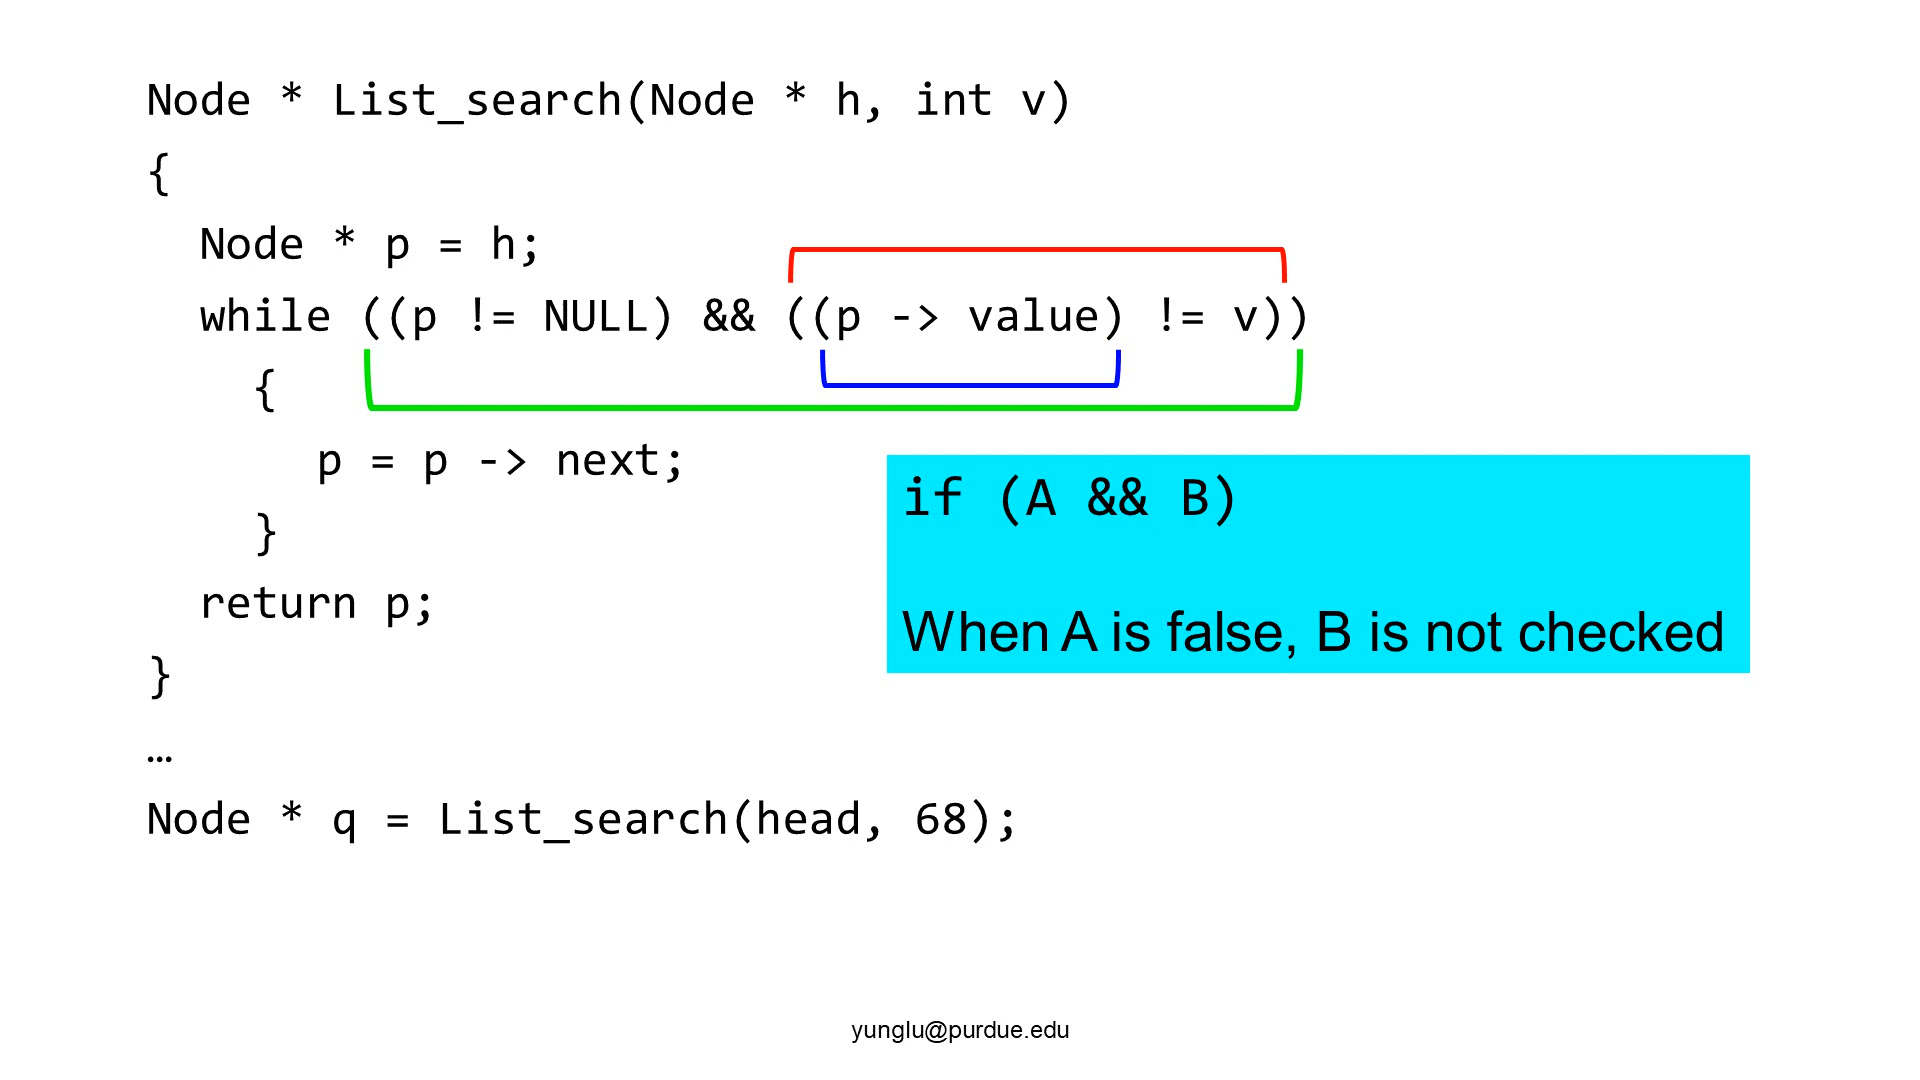 Node * List_search(Node * h, int v)
{
Node * p = h;
while ((p != NULL) && ((p -> value) != v))
{
p = p -> next;
}
return p;
}
…
Node * q = List_search(head, 68);
if (A && B)
When A is false, B is not checked
yunglu@purdue.edu